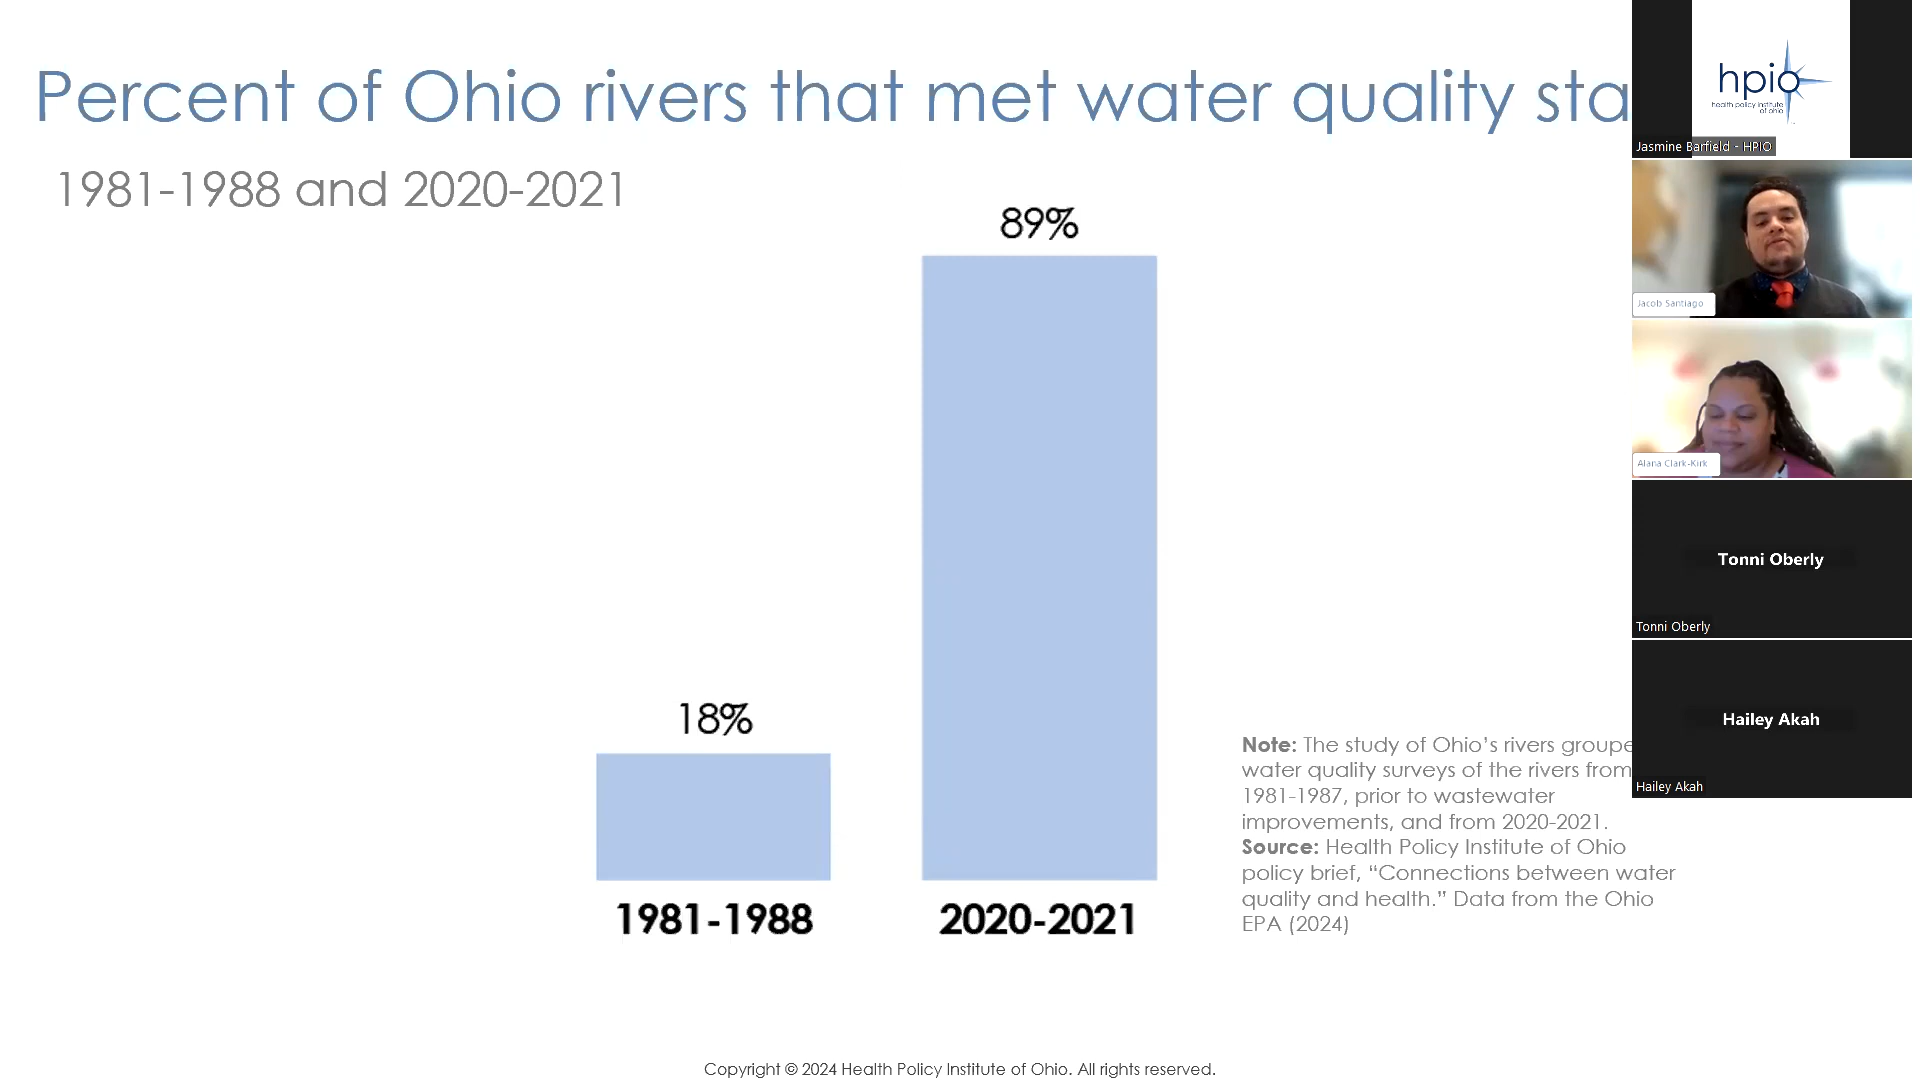 Percent of Ohio rivers that met water quality sta
1981-1988 and 2020-2021
89%
18%
1981-1988
2020-2021
Note: The study of Ohio’s rivers groupe
water quality surveys of the rivers from
1981-1987, prior to wastewater
improvements, and from 2020-2021.
Source: Health Policy Institute of Ohio
policy brief, “Connections between water
quality and health.” Data from the Ohio
EPA (2024)
Copyright © 2024 Health Policy Institute of Ohio. All rights reserved.
hpio
health policy institute
of ohio
Jasmine Barfield - HPIO
Jacob Santiago
Alana Clark-Kirk
Tonni Oberly
Tonni Oberly
Hailey Akah
Hailey Akah